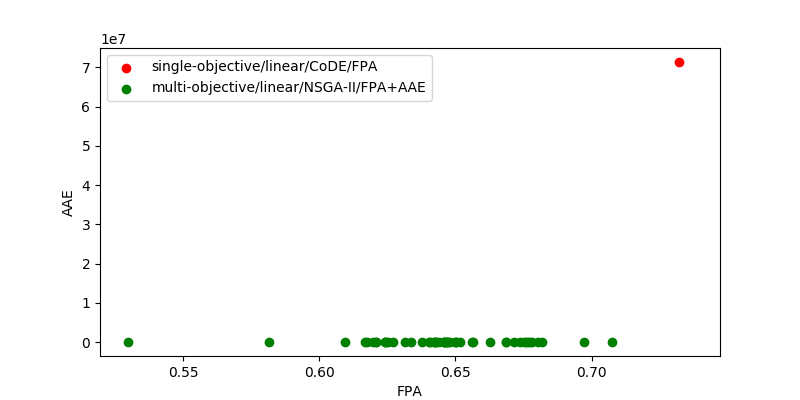 1e7
single-objective/linear/CoDE/FPA
multi-objective/linear/NSGA-II/FPA+AAE
7
6
5
4
3
2
1
0
AAE
0.55 0.60 0.65 0.70
FPA